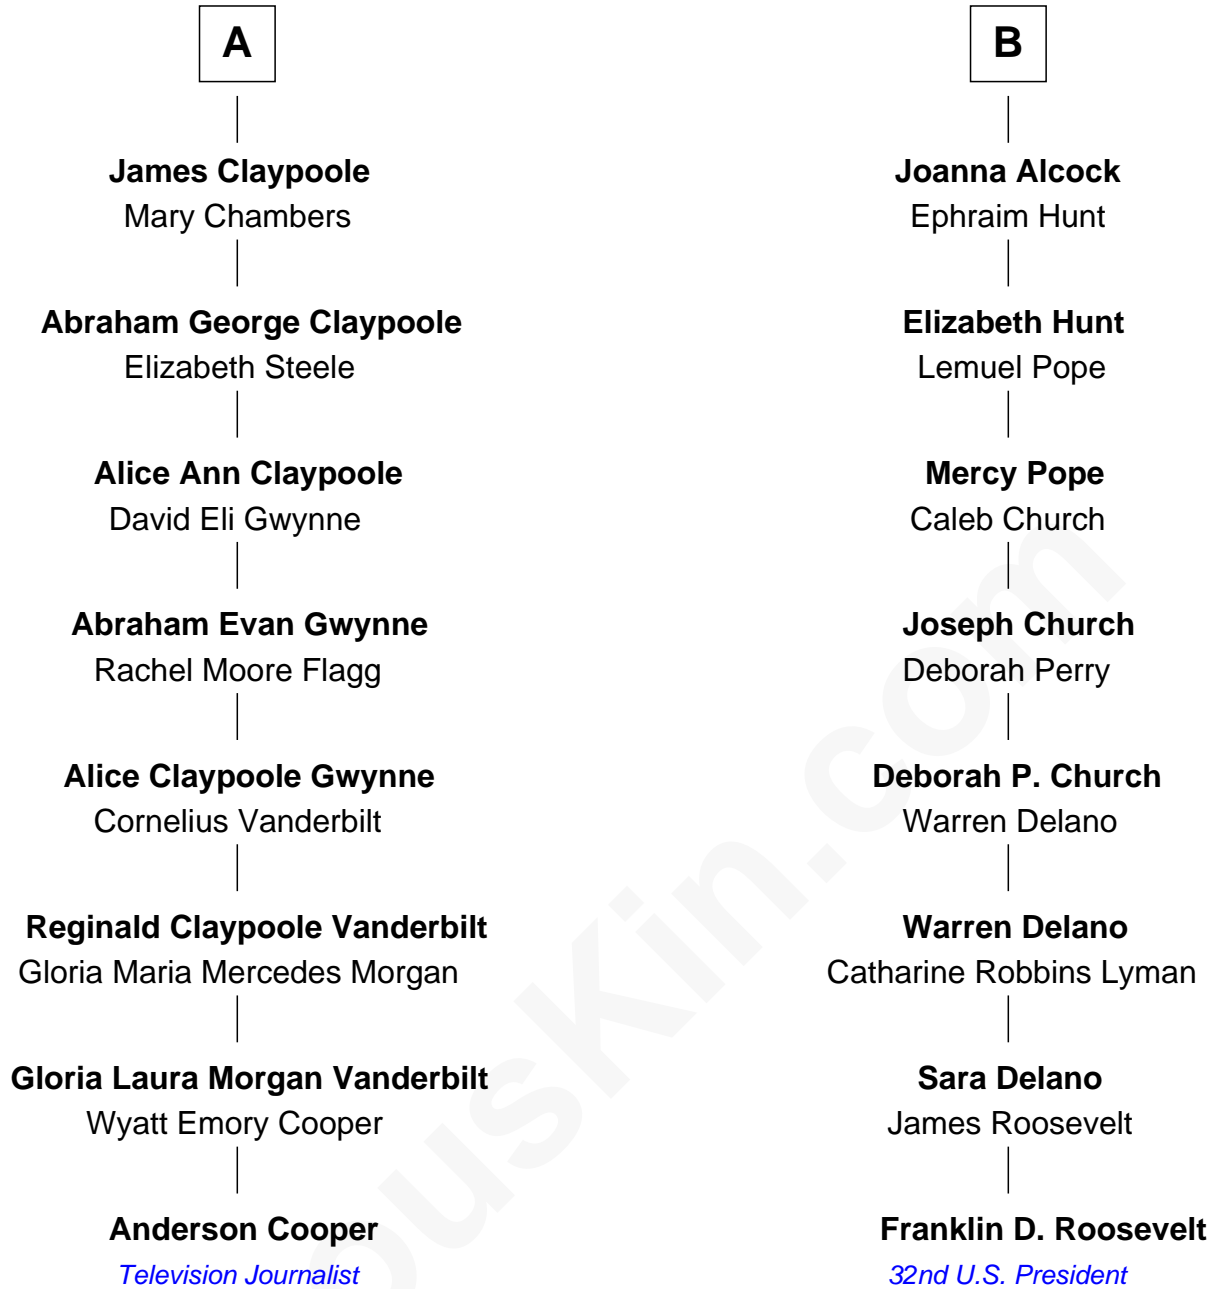 A
James Claypoole
Mary Chambers
Abraham George Claypoole
Elizabeth Steele
Alice Ann Claypoole
David Eli Gwynne
Abraham Evan Gwynne
Rachel Moore Flagg
Alice Claypoole Gwynne
Cornelius Vanderbilt
Reginald Claypoole Vanderbilt
Gloria Maria Mercedes Morgan
Gloria Laura Morgan Vanderbilt
Wyatt Emory Cooper
Anderson Cooper
Television Journalist
B
Joanna Alcock
Ephraim Hunt
Elizabeth Hunt
Lemuel Pope
Mercy Pope
Caleb Church
Joseph Church
Deborah Perry
Deborah P. Church
Warren Delano
Warren Delano
Catharine Robbins Lyman
Sara Delano
James Roosevelt
Franklin D. Roosevelt
32nd U.S. President
ousKin.com